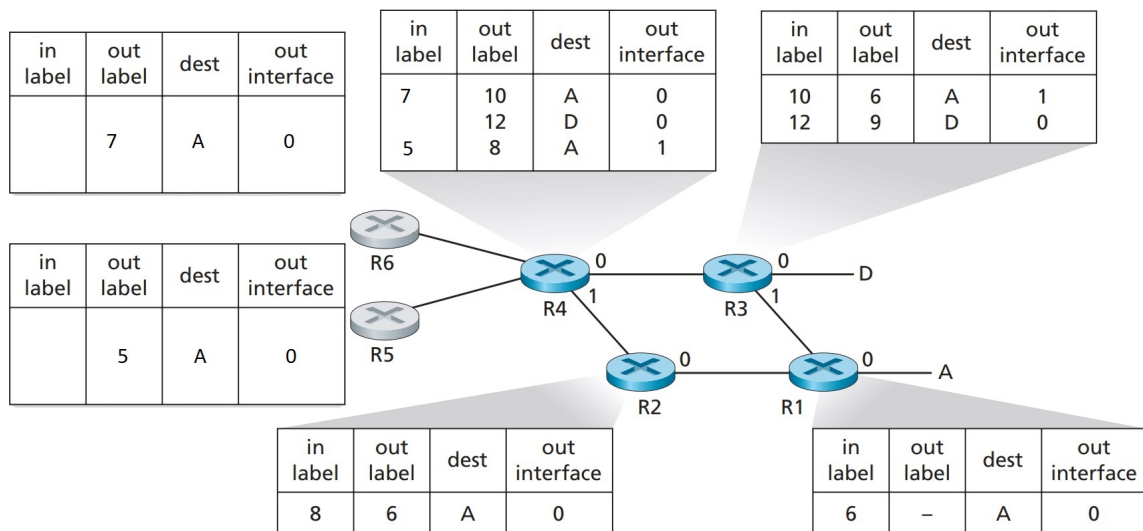 in label out label dest out interface
7 A 0
in label out label dest out interface
7 10 A 0
12 D 0
5 8 A 1
in label out label dest out interface
10 6 A 1
12 9 D 0
in label out label dest out interface
5 A 0
R6
R5
0
1
R4
0
1
R3
D
0
R2
0
R1
A
in label out label dest out interface
8 6 A 0
in label out label dest out interface
6 – A 0